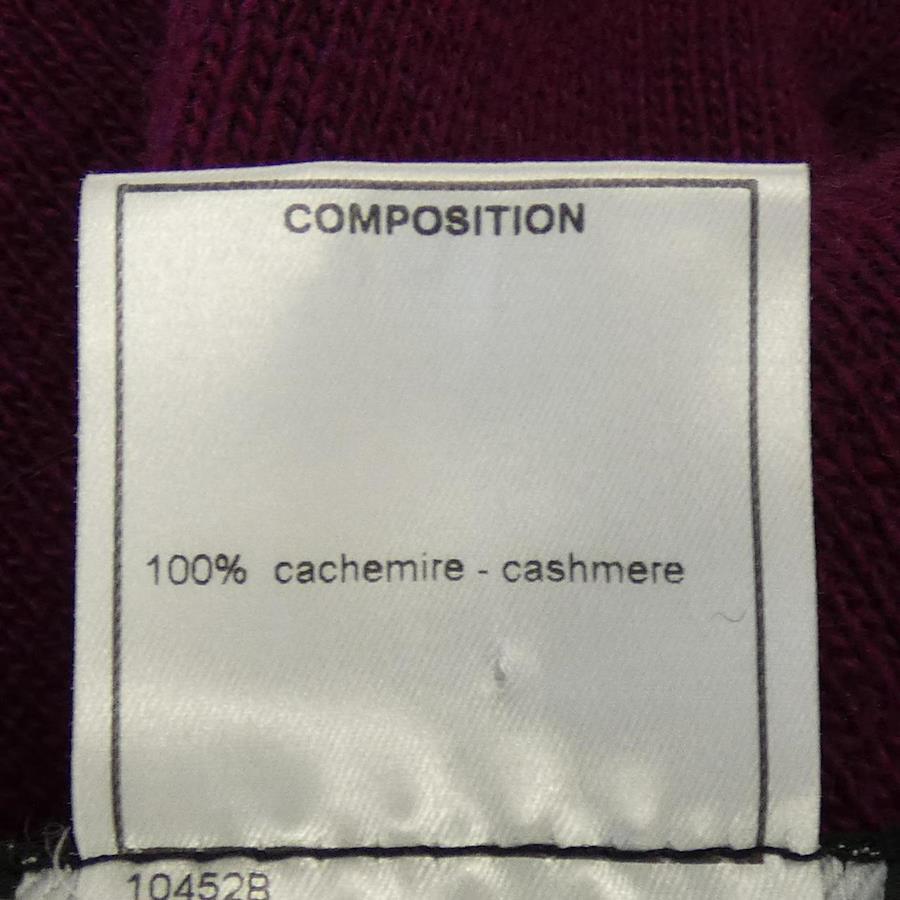 COMPOSITION
100% cachemire - cashmere
10452B